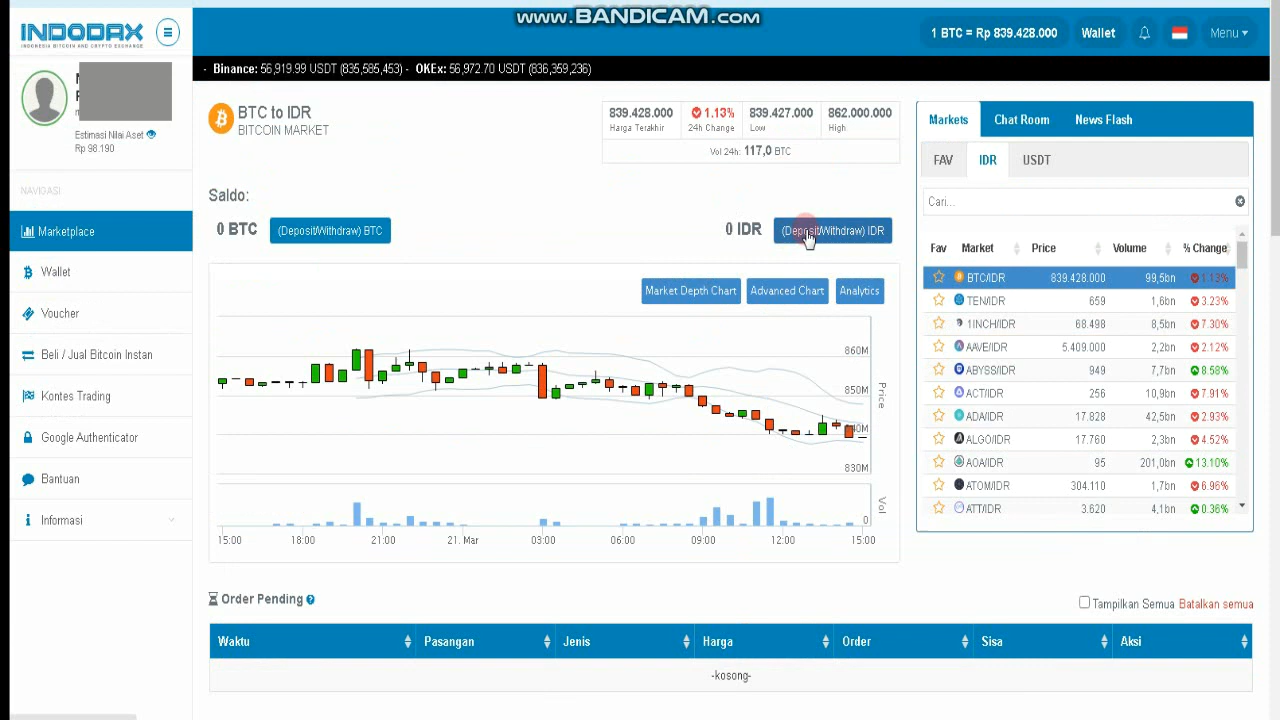 www.BANDICAM.com
INDODAX
INDONESIA BITCOIN AND CRYPTO EXCHANGE
1 BTC = Rp 839.428.000
Wallet
Menu
- Binance: 56,919.99 USDT (835,585,453) - OKEx: 56,972.70 USDT (836,359,236)
Estimasi Nilai Aset
Rp 98.190
NAVIGASI
Marketplace
Wallet
Voucher
Beli / Jual Bitcoin Instan
Kontes Trading
Google Authenticator
Bantuan
Informasi
BTC to IDR
BITCOIN MARKET
839.428.000
Harga Terakhir
1.13%
24h Change
839.427.000
Low
862.000.000
High
Vol 24h: 117,0 BTC
Saldo:
0 BTC
(Deposit/Withdraw) BTC
0 IDR
(Deposit/Withdraw) IDR
Market Depth Chart
Advanced Chart
Analytics
860M
850M
840M
830M
Price
Vol
0
15:00 18:00 21:00 21. Mar 03:00 06:00 09:00 12:00 15:00
Markets Chat Room News Flash
FAV IDR USDT
Cari...
Fav Market Price Volume % Change
BTC/IDR 839.428.000 99,5bn 1.13%
TEN/IDR 659 1,6bn 3.23%
1INCH/IDR 68.498 8,5bn 7.30%
AAVE/IDR 5.409.000 2,2bn 2.12%
ABYSS/IDR 949 7,7bn 8.58%
ACT/IDR 256 10,9bn 7.91%
ADA/IDR 17.828 42,5bn 2.93%
ALGO/IDR 17.760 2,3bn 4.52%
AOA/IDR 95 201,0bn 13.10%
ATOM/IDR 304.110 1,7bn 6.96%
ATT/IDR 3.620 4,1bn 0.36%
Order Pending
Tampilkan Semua Batalkan semua
Waktu Pasangan Jenis Harga Order Sisa Aksi
-kosong-